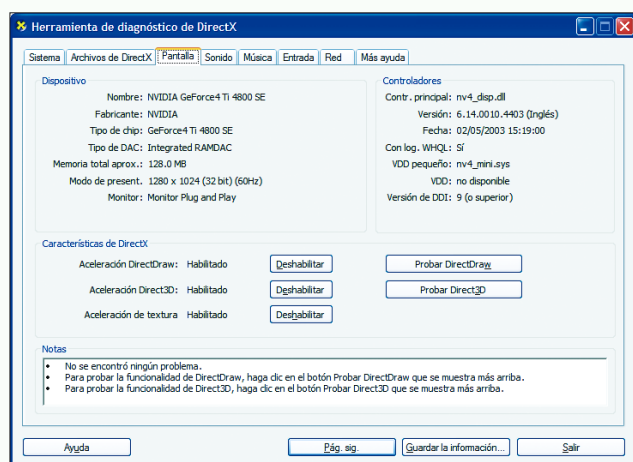 Herramienta de diagnóstico de DirectX
Sistema Archivos de DirectX Pantalla Sonido Música Entrada Red Más ayuda
Dispositivo
Nombre: NVIDIA GeForce4 Ti 4800 SE
Fabricante: NVIDIA
Tipo de chip: GeForce4 Ti 4800 SE
Tipo de DAC: Integrated RAMDAC
Memoria total aprox.: 128.0 MB
Modo de present. 1280 x 1024 (32 bit) (60Hz)
Monitor: Monitor Plug and Play
Controladores
Contr. principal: nv4_disp.dll
Versión: 6.14.0010.4403 (Inglés)
Fecha: 02/05/2003 15:19:00
Con log. WHQL: Sí
VDD pequeño: nv4_mini.sys
VDD: no disponible
Versión de DDI: 9 (o superior)
Características de DirectX
Aceleración DirectDraw: Habilitado Deshabilitar Probar DirectDraw
Aceleración Direct3D: Habilitado Deshabilitar Probar Direct3D
Aceleración de textura Habilitado Deshabilitar
Notas
• No se encontró ningún problema.
• Para probar la funcionalidad de DirectDraw, haga clic en el botón Probar DirectDraw que se muestra más arriba.
• Para probar la funcionalidad de Direct3D, haga clic en el botón Probar Direct3D que se muestra más arriba.
Ayuda Pág. sig. Guardar la información... Salir